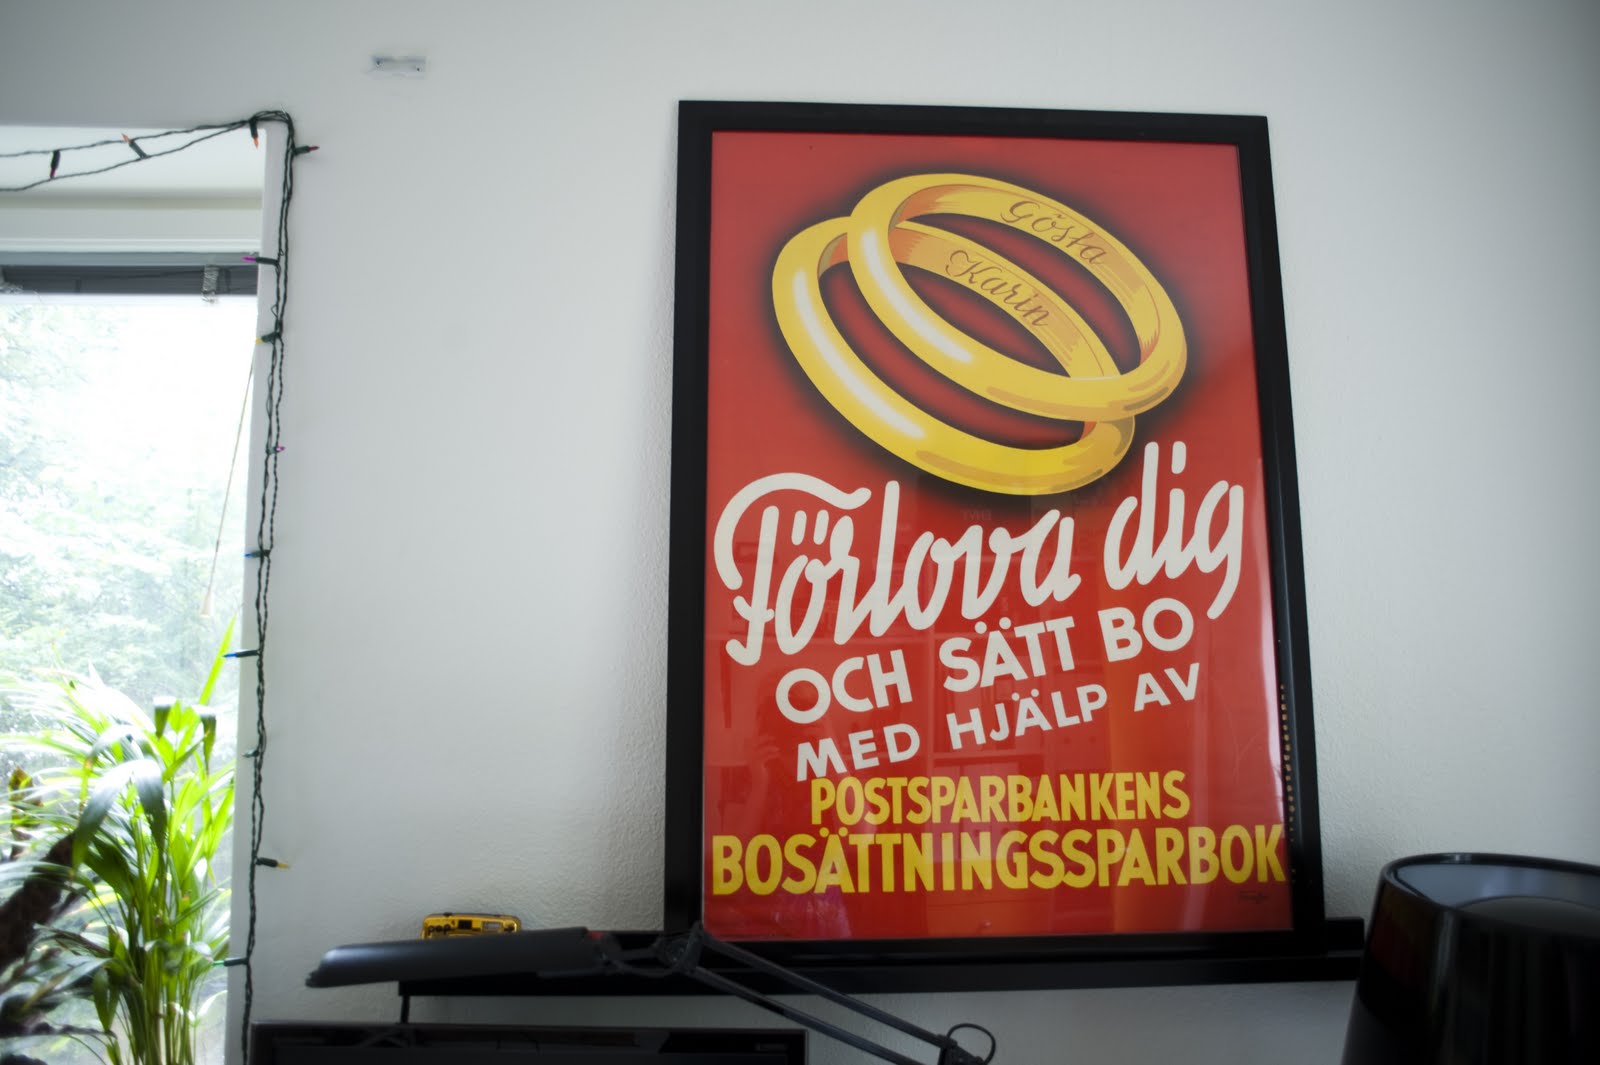 Gösta
Karin
Förlova dig
OCH SÄTT BO
MED HJÄLP AV
POSTSPARBANKENS
BOSÄTTNINGSSPARBOK